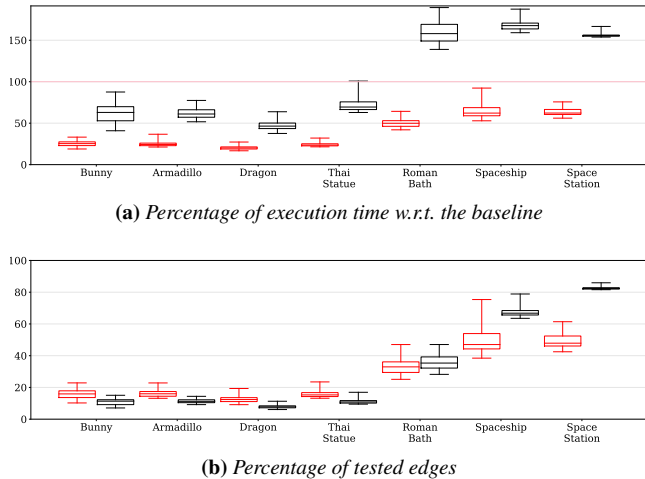 150
100
50
0
Bunny Armadillo Dragon Thai Statue Roman Bath Spaceship Space Station
(a) Percentage of execution time w.r.t. the baseline
100
80
60
40
20
0
Bunny Armadillo Dragon Thai Statue Roman Bath Spaceship Space Station
(b) Percentage of tested edges